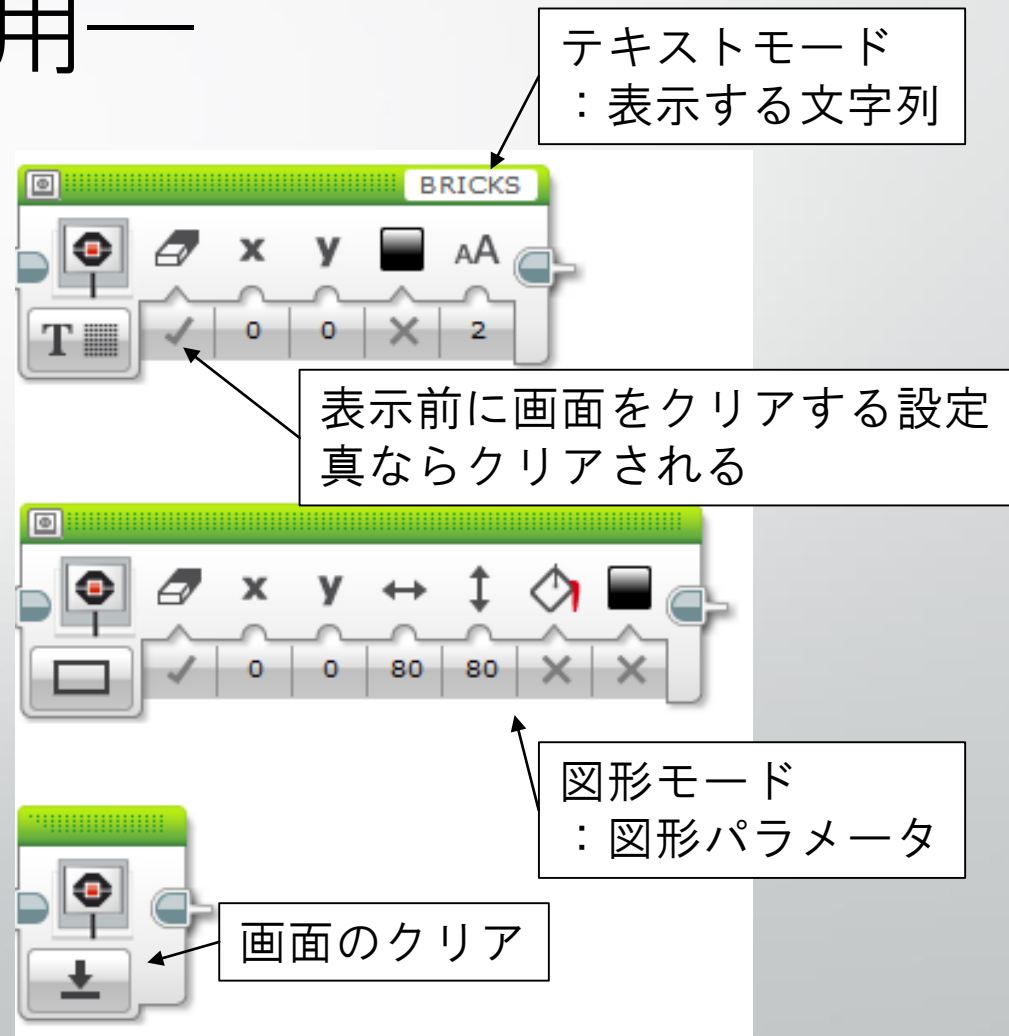 用―
テキストモード
：表示する文字列
BRICKS
x y AA
T 0 0 2
表示前に画面をクリアする設定
真ならクリアされる
x y
0 0 80 80
図形モード
：図形パラメータ
画面のクリア